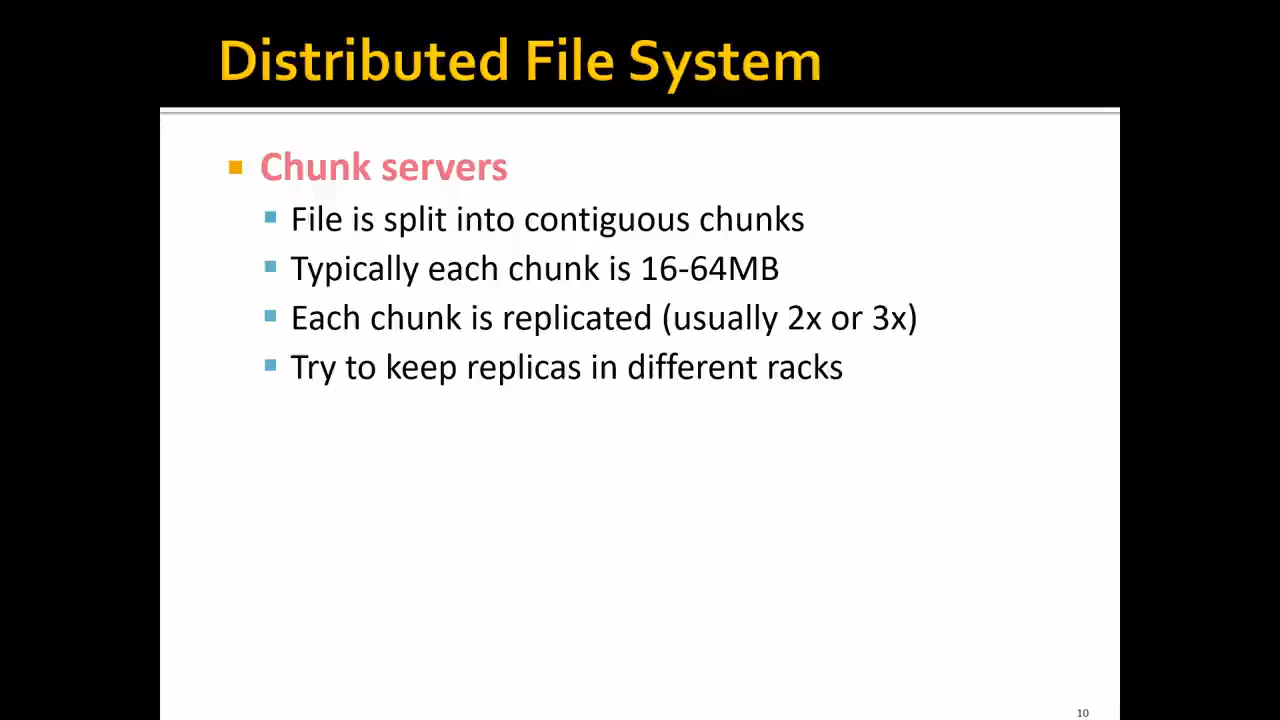 Distributed File System
Chunk servers
File is split into contiguous chunks
Typically each chunk is 16-64MB
Each chunk is replicated (usually 2x or 3x)
Try to keep replicas in different racks
10